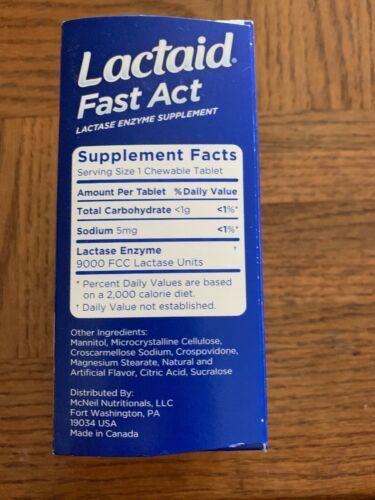 Lactaid®
Fast Act
LACTASE ENZYME SUPPLEMENT
Supplement Facts
Serving Size 1 Chewable Tablet
Amount Per Tablet %Daily Value
Total Carbohydrate <1g <1%*
Sodium 5mg <1%*
Lactase Enzyme †
9000 FCC Lactase Units
* Percent Daily Values are based
on a 2,000 calorie diet.
† Daily Value not established.
Other Ingredients:
Mannitol, Microcrystalline Cellulose,
Croscarmellose Sodium, Crospovidone,
Magnesium Stearate, Natural and
Artificial Flavor, Citric Acid, Sucralose
Distributed By:
McNeil Nutritionals, LLC
Fort Washington, PA
19034 USA
Made in Canada